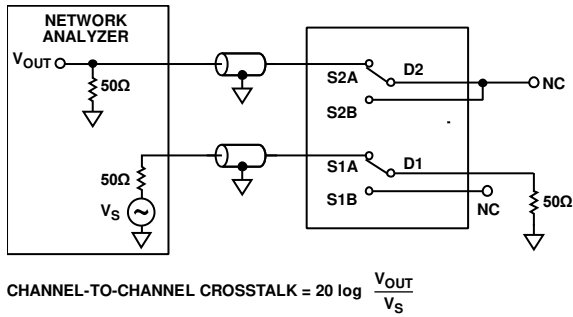 NETWORK
ANALYZER
VOUT
50Ω
50Ω
VS
S2A
D2
S2B
NC
S1A
D1
S1B
NC
50Ω
CHANNEL-TO-CHANNEL CROSSTALK = 20 log VOUT
VS